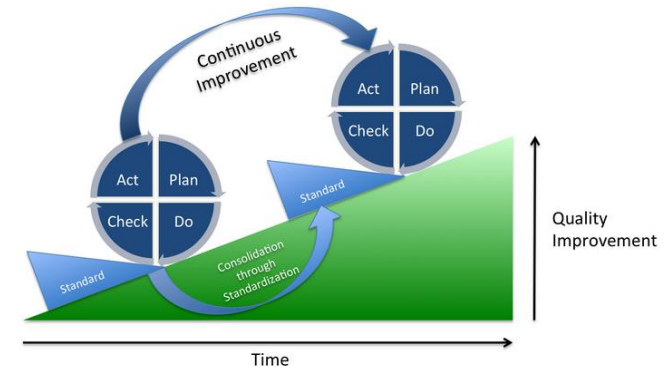 Continuous
Improvement
Act
Plan
Check
Do
Act
Plan
Check
Do
Standard
Standard
Consolidation
through
Standardization
Quality
Improvement
Time